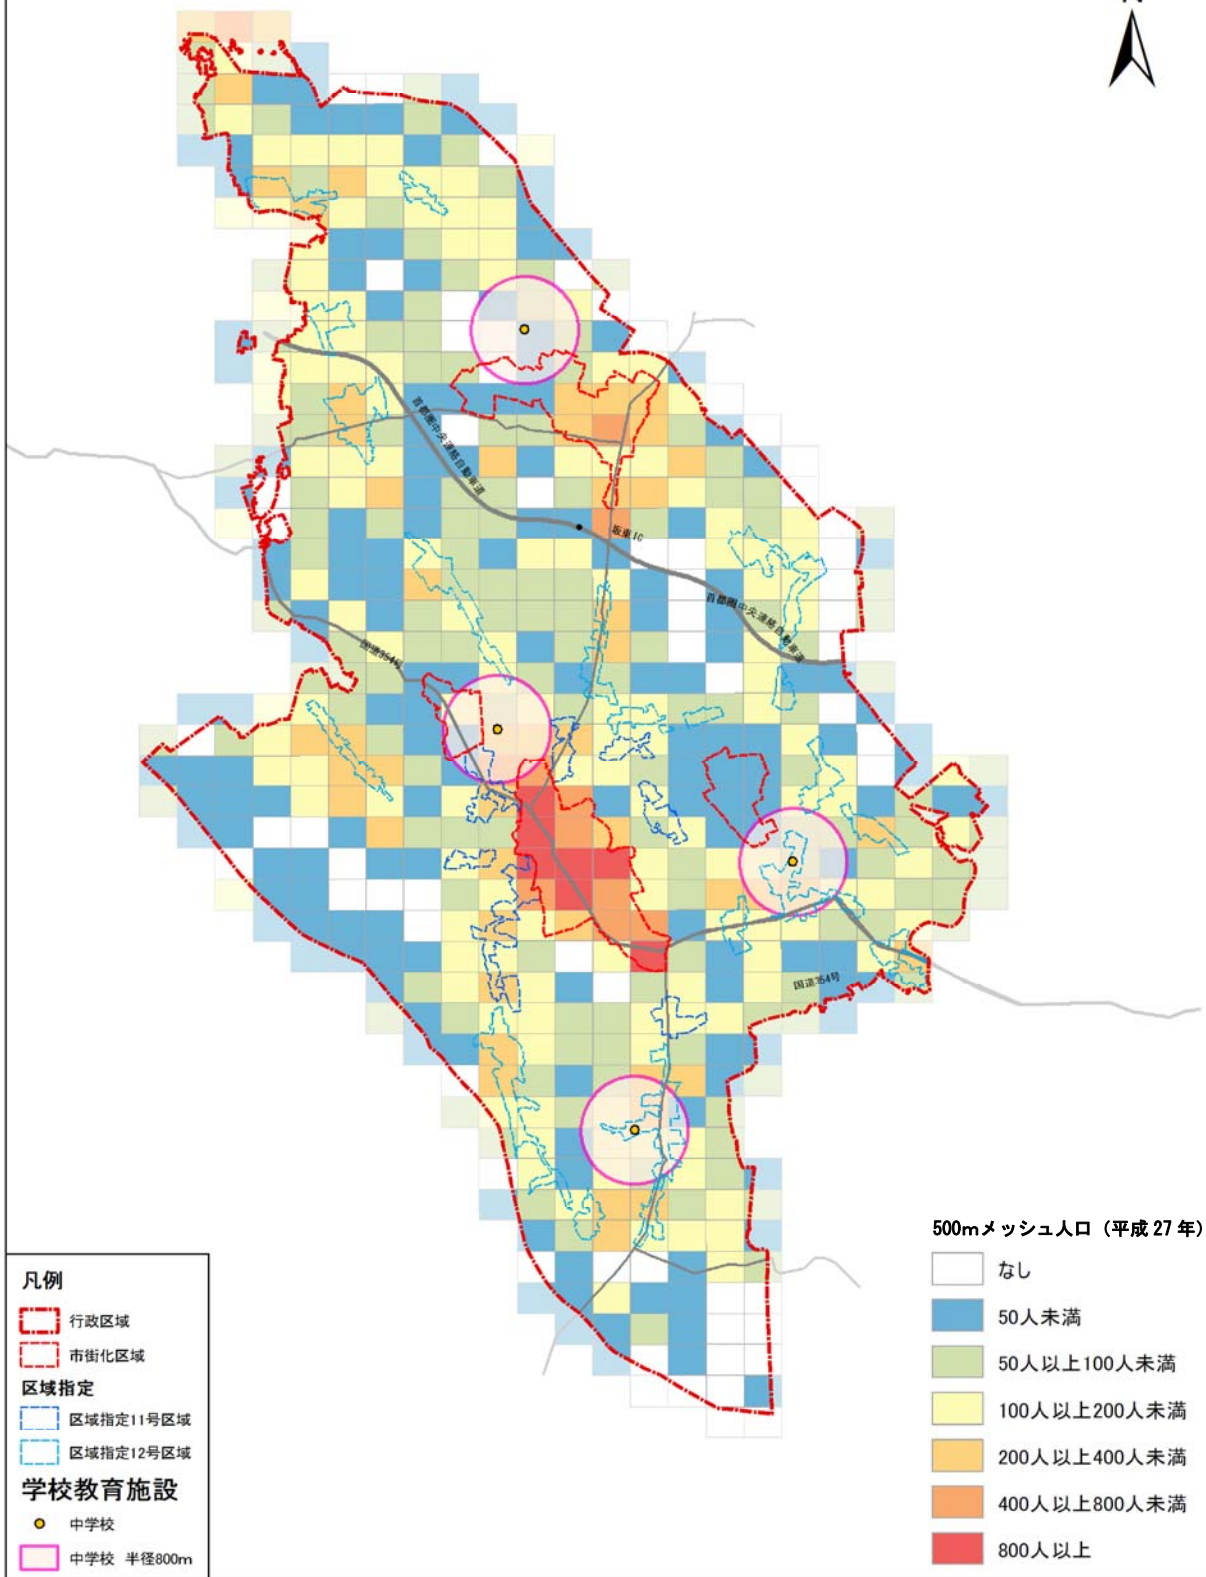 N
首都圏中央連絡自動車道
坂東IC
首都圏中央連絡自動車道
国道354号
国道354号
500mメッシュ人口（平成27年）
なし
50人未満
50人以上100人未満
100人以上200人未満
200人以上400人未満
400人以上800人未満
800人以上
凡例
行政区域
市街化区域
区域指定
区域指定11号区域
区域指定12号区域
学校教育施設
中学校
中学校 半径800m